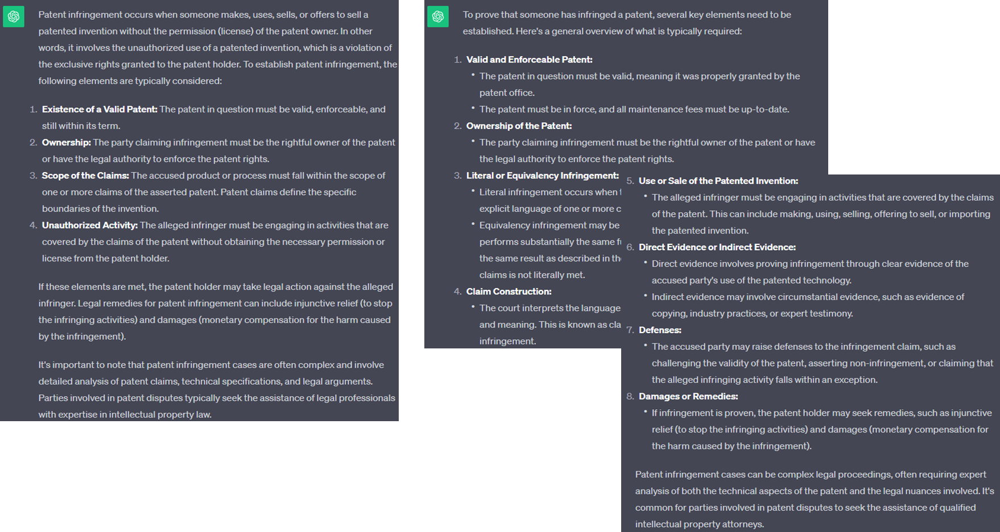 Patent infringement occurs when someone makes, uses, sells, or offers to sell a
patented invention without the permission (license) of the patent owner. In other
words, it involves the unauthorized use of a patented invention, which is a violation of
the exclusive rights granted to the patent holder. To establish patent infringement, the
following elements are typically considered:
1. Existence of a Valid Patent: The patent in question must be valid, enforceable, and
still within its term.
2. Ownership: The party claiming infringement must be the rightful owner of the patent
or have the legal authority to enforce the patent rights.
3. Scope of the Claims: The accused product or process must fall within the scope of
one or more claims of the asserted patent. Patent claims define the specific
boundaries of the invention.
4. Unauthorized Activity: The alleged infringer must be engaging in activities that are
covered by the claims of the patent without obtaining the necessary permission or
license from the patent holder.
If these elements are met, the patent holder may take legal action against the alleged
infringer. Legal remedies for patent infringement can include injunctive relief (to stop
the infringing activities) and damages (monetary compensation for the harm caused
by the infringement).
It's important to note that patent infringement cases are often complex and involve
detailed analysis of patent claims, technical specifications, and legal arguments.
Parties involved in patent disputes typically seek the assistance of legal professionals
with expertise in intellectual property law.
To prove that someone has infringed a patent, several key elements need to be
established. Here's a general overview of what is typically required:
1. Valid and Enforceable Patent:
• The patent in question must be valid, meaning it was properly granted by the
patent office.
• The patent must be in force, and all maintenance fees must be up-to-date.
2. Ownership of the Patent:
• The party claiming infringement must be the rightful owner of the patent or have
the legal authority to enforce the patent rights.
3. Literal or Equivalency Infringement:
• Literal infringement occurs when
explicit language of one or more
• Equivalency infringement may be
performs substantially the same
the same result as described in
claims is not literally met.
4. Claim Construction:
• The court interprets the language
and meaning. This is known as
infringement.
5. Use or Sale of the Patented Invention:
• The alleged infringer must be engaging in activities that are covered by the claims
of the patent. This can include making, using, selling, offering to sell, or importing
the patented invention.
6. Direct Evidence or Indirect Evidence:
• Direct evidence involves proving infringement through clear evidence of the
accused party's use of the patented technology.
• Indirect evidence may involve circumstantial evidence, such as evidence of
copying, industry practices, or expert testimony.
7. Defenses:
• The accused party may raise defenses to the infringement claim, such as
challenging the validity of the patent, asserting non-infringement, or claiming that
the alleged infringing activity falls within an exception.
8. Damages or Remedies:
• If infringement is proven, the patent holder may seek remedies, such as injunctive
relief (to stop the infringing activities) and damages (monetary compensation for
the harm caused by the infringement).
Patent infringement cases can be complex legal proceedings, often requiring expert
analysis of both the technical aspects of the patent and the legal nuances involved. It's
common for parties involved in patent disputes to seek the assistance of qualified
intellectual property attorneys.